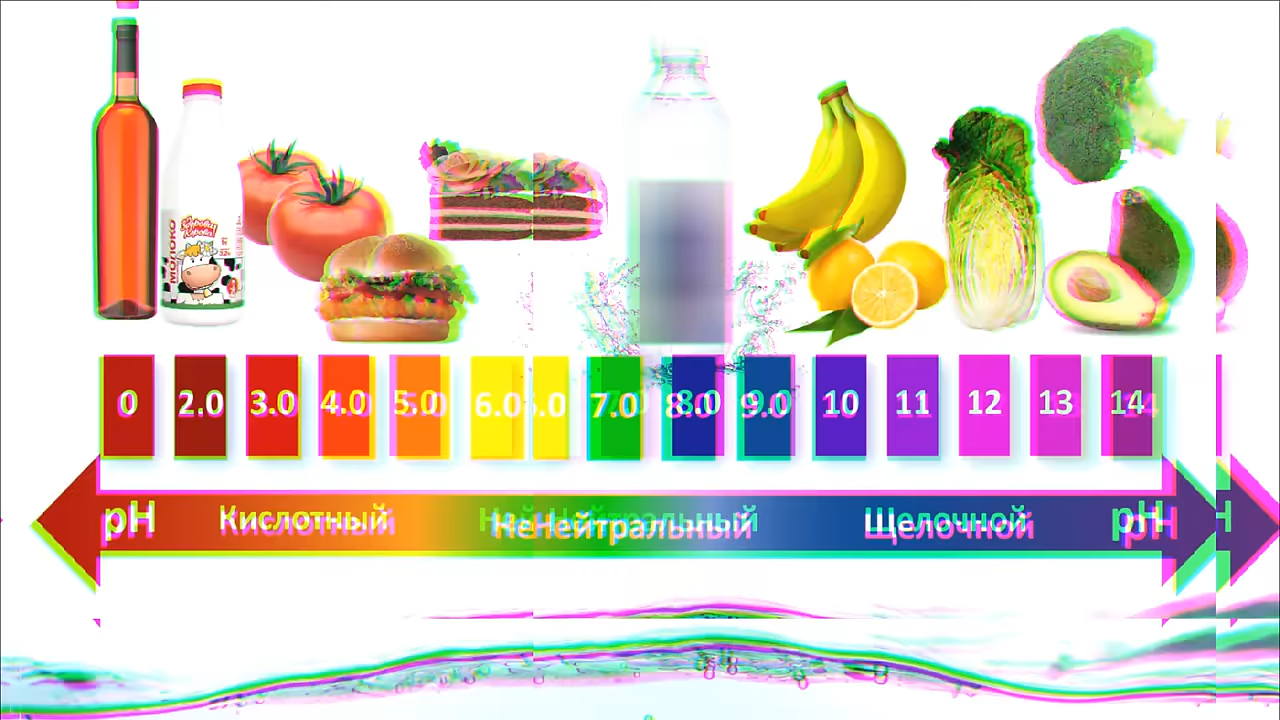 МОЛОКО
0 2.0 3.0 4.0 5.0 6.0 7.0 8.0 9.0 10 11 12 13 14
pH Кислотный Нейтральный Щелочной pH